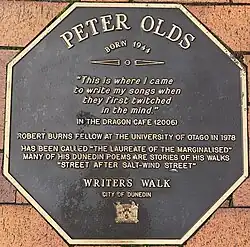 PETER OLDS
BORN 1944
"This is where I came
to write my songs when
they first twitched
in the mind."
IN THE DRAGON CAFE (2006)
ROBERT BURNS FELLOW AT THE UNIVERSITY OF OTAGO IN 1978
HAS BEEN CALLED "THE LAUREATE OF THE MARGINALISED"
MANY OF HIS DUNEDIN POEMS ARE STORIES OF HIS WALKS
"STREET AFTER SALT-WIND STREET"
WRITERS WALK
CITY OF DUNEDIN